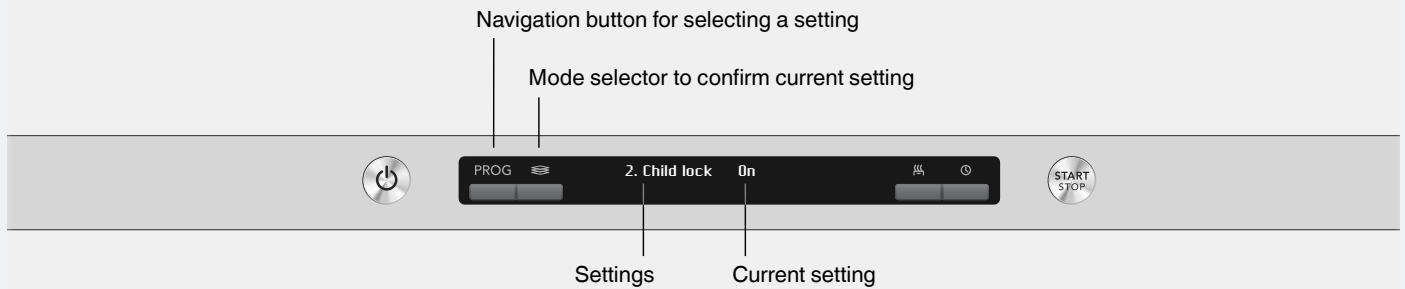 Navigation button for selecting a setting
Mode selector to confirm current setting
PROG
2. Child lock On
START
STOP
Settings
Current setting